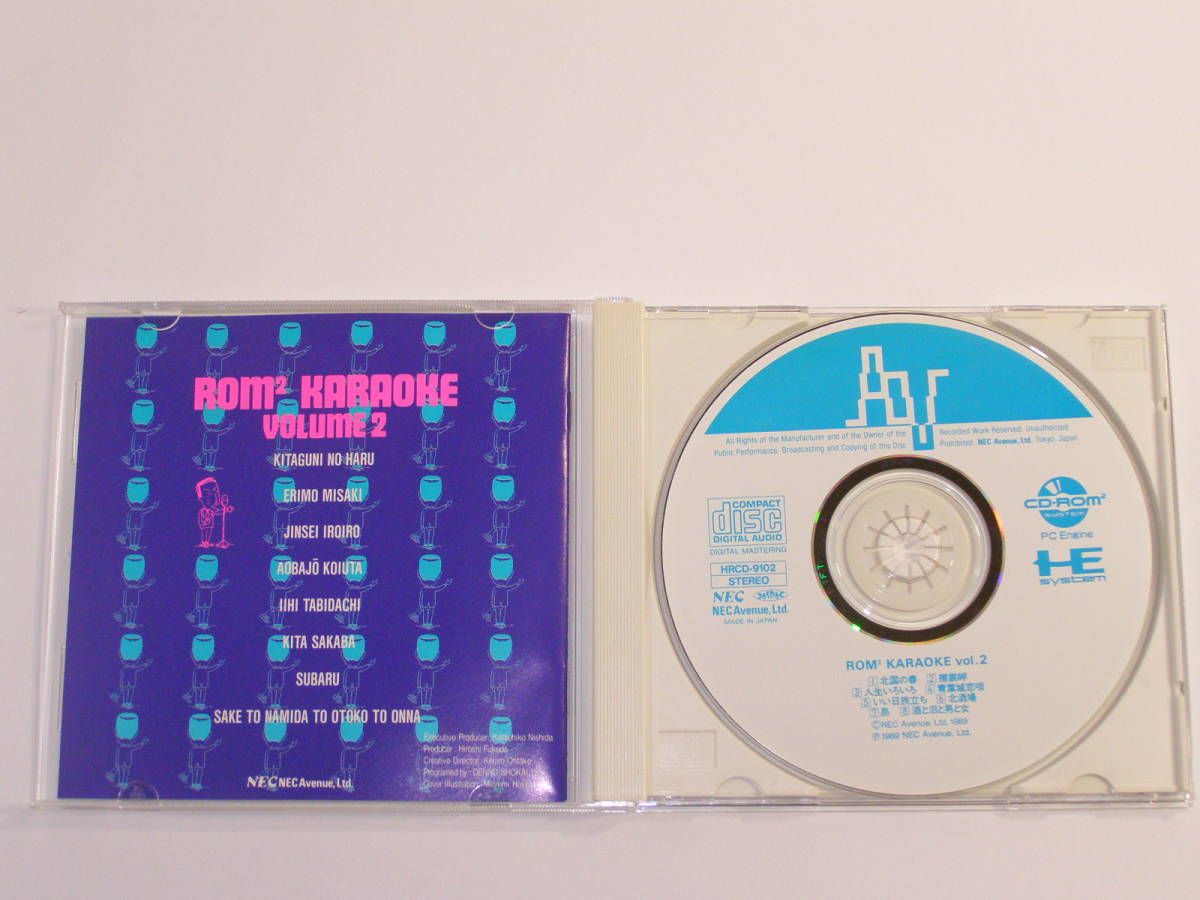 ROM² KARAOKE
VOLUME 2
KITAGUNI NO HARU
ERIMO MISAKI
JINSEI IROIRO
AOBAJŌ KOIUTA
IIHI TABIDACHI
KITA SAKABA
SUBARU
SAKE TO NAMIDA TO OTOKO TO ONNA
Executive Producer: Katsuhiko Nishida
Producer : Hiroshi Fukuda
Creative Director: Keijiro Ohtake
Programed by : DENNO SHOKAI
Cover Illustration:
NEC NEC Avenue, Ltd.
All Rights of the Manufacturer and of the Owner of the Recorded Work Reserved. Unauthorized
Public Performance, Broadcasting and Copying of this Disc Prohibited. NEC Avenue, Ltd. Tokyo, Japan.
COMPACT
disc
DIGITAL AUDIO
DIGITAL MASTERING
HRCD-9102
STEREO
NEC
NEC Avenue, Ltd.
MADE IN JAPAN
CD-ROM²
SYSTEM
PC Engine
HE
system
ROM² KARAOKE vol.2
1 北国の春 2 襟裳岬
3 人生いろいろ 4 青葉城恋唄
5 いい日旅立ち 6 北酒場
7 昴 8 酒と泪と男と女
©NEC Avenue, Ltd. 1989
℗1989 NEC Avenue, Ltd.